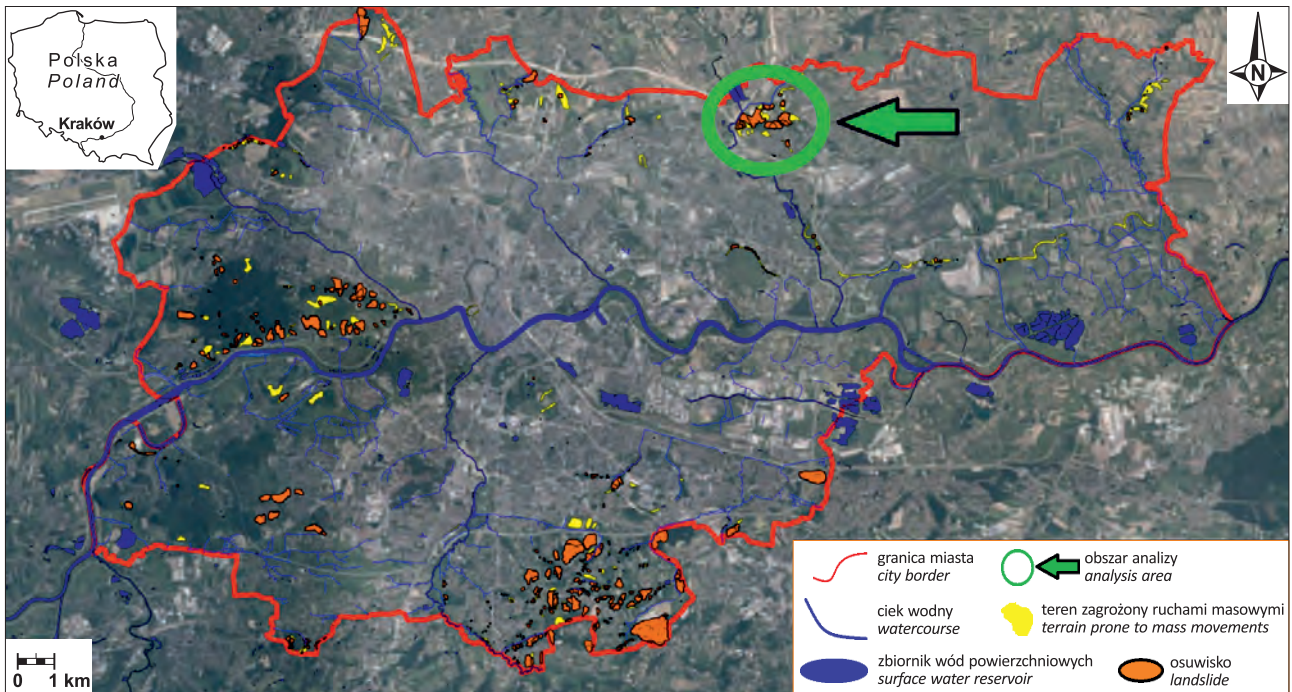 Polska
Poland
Kraków
N
0 1 km
granica miasta
city border
obszar analizy
analysis area
ciek wodny
watercourse
teren zagrożony ruchami masowymi
terrain prone to mass movements
zbiornik wód powierzchniowych
surface water reservoir
osuwisko
landslide